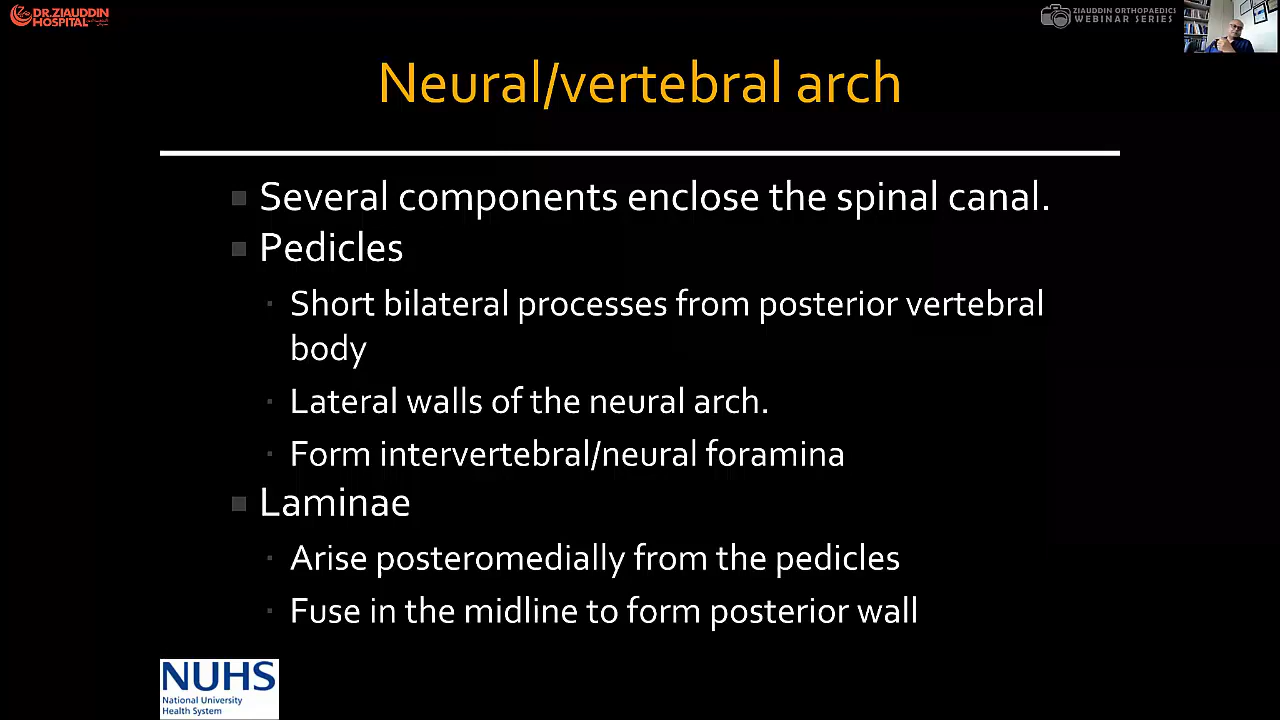 DR.ZIAUDDIN
HOSPITAL
ZIAUDDIN ORTHOPAEDICS
WEBINAR SERIES
Neural/vertebral arch
Several components enclose the spinal canal.
Pedicles
Short bilateral processes from posterior vertebral
body
Lateral walls of the neural arch.
Form intervertebral/neural foramina
Laminae
Arise posteromedially from the pedicles
Fuse in the midline to form posterior wall
NUHS
National University
Health System